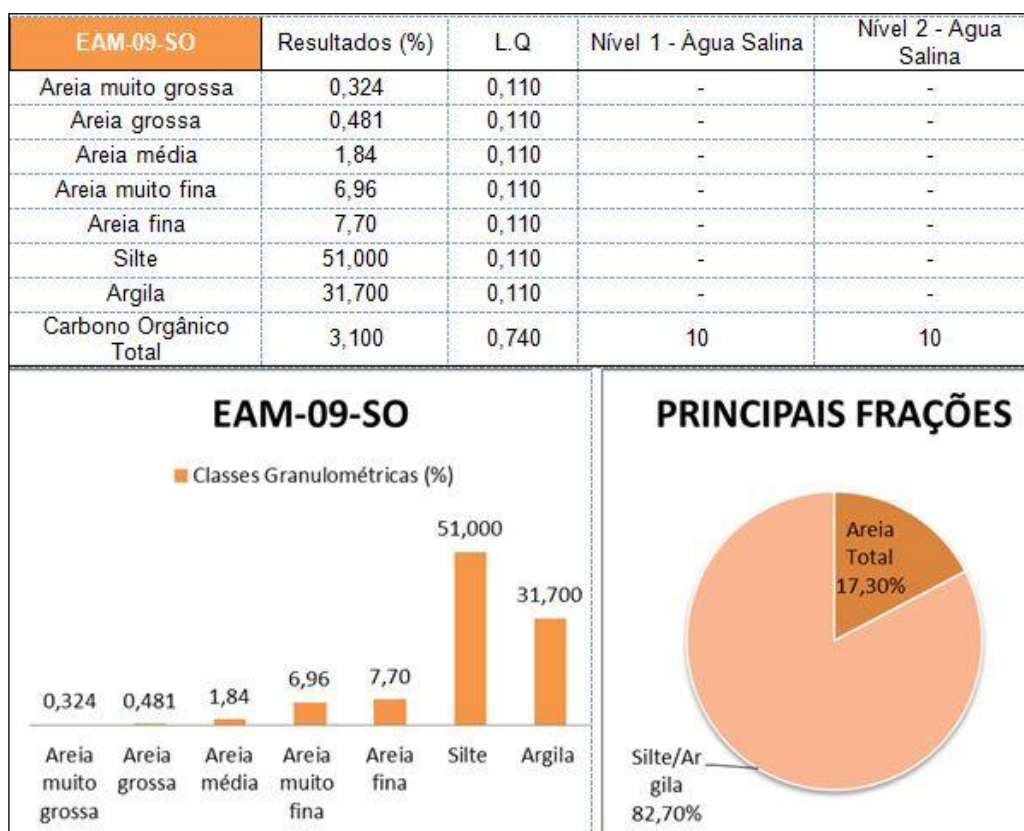 EAM-09-SO Resultados (%) L.Q Nível 1 - Água Salina Nível 2 - Agua
Salina
Areia muito grossa 0,324 0,110 - -
Areia grossa 0,481 0,110 - -
Areia média 1,84 0,110 - -
Areia muito fina 6,96 0,110 - -
Areia fina 7,70 0,110 - -
Silte 51,000 0,110 - -
Argila 31,700 0,110 - -
Carbono Orgânico
Total 3,100 0,740 10 10
EAM-09-SO
Classes Granulométricas (%)
0,324 0,481 1,84 6,96 7,70 51,000 31,700
Areia Areia Areia Areia Areia Silte Argila
muito grossa média muito fina
grossa fina
PRINCIPAIS FRAÇÕES
Areia
Total
17,30%
Silte/Ar
gila
82,70%